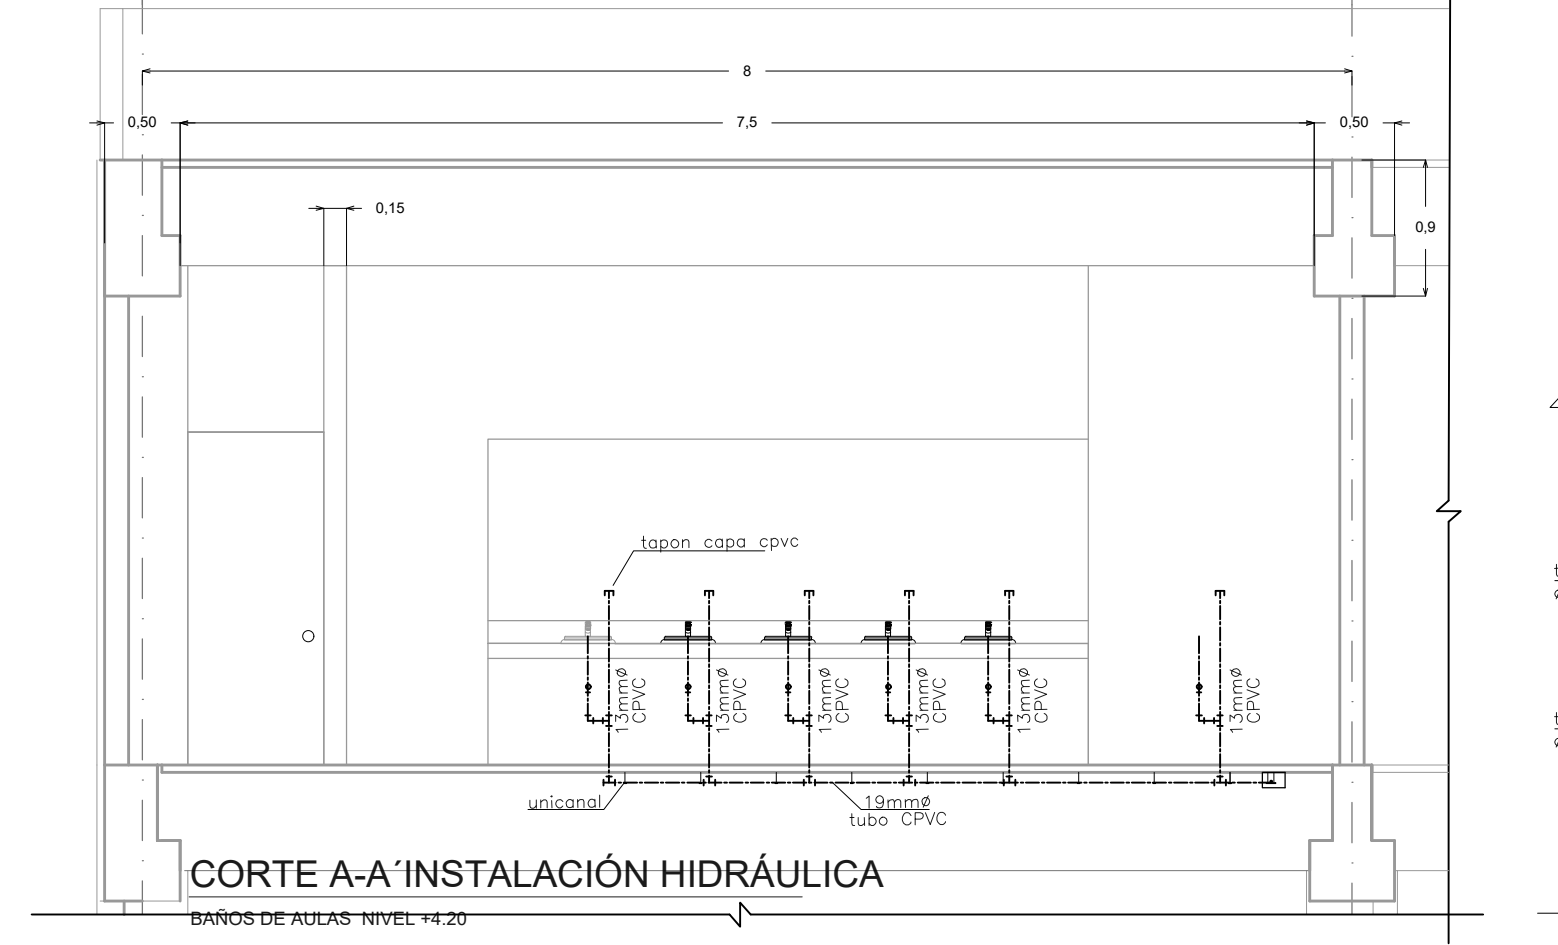 8
0,50
7,5
0,50
0,15
0,9
tapon capa cpvc
13mmØ
CPVC
13mmØ
CPVC
13mmØ
CPVC
13mmØ
CPVC
13mmØ
CPVC
13mmØ
CPVC
unicanal
19mmØ
tubo CPVC
CORTE A-A´INSTALACIÓN HIDRÁULICA
BAÑOS DE AULAS NIVEL +4.20